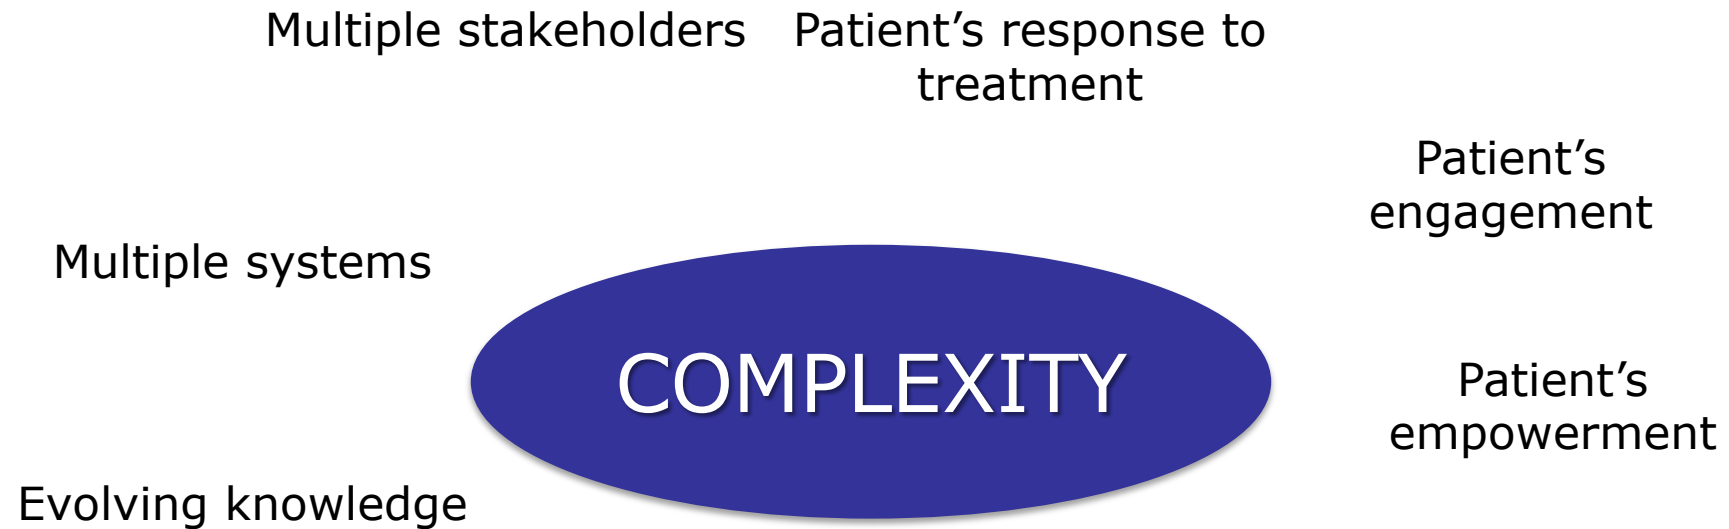 Multiple stakeholders
Patient’s response to
treatment
Patient’s
engagement
Multiple systems
COMPLEXITY
Patient’s
empowerment
Evolving knowledge